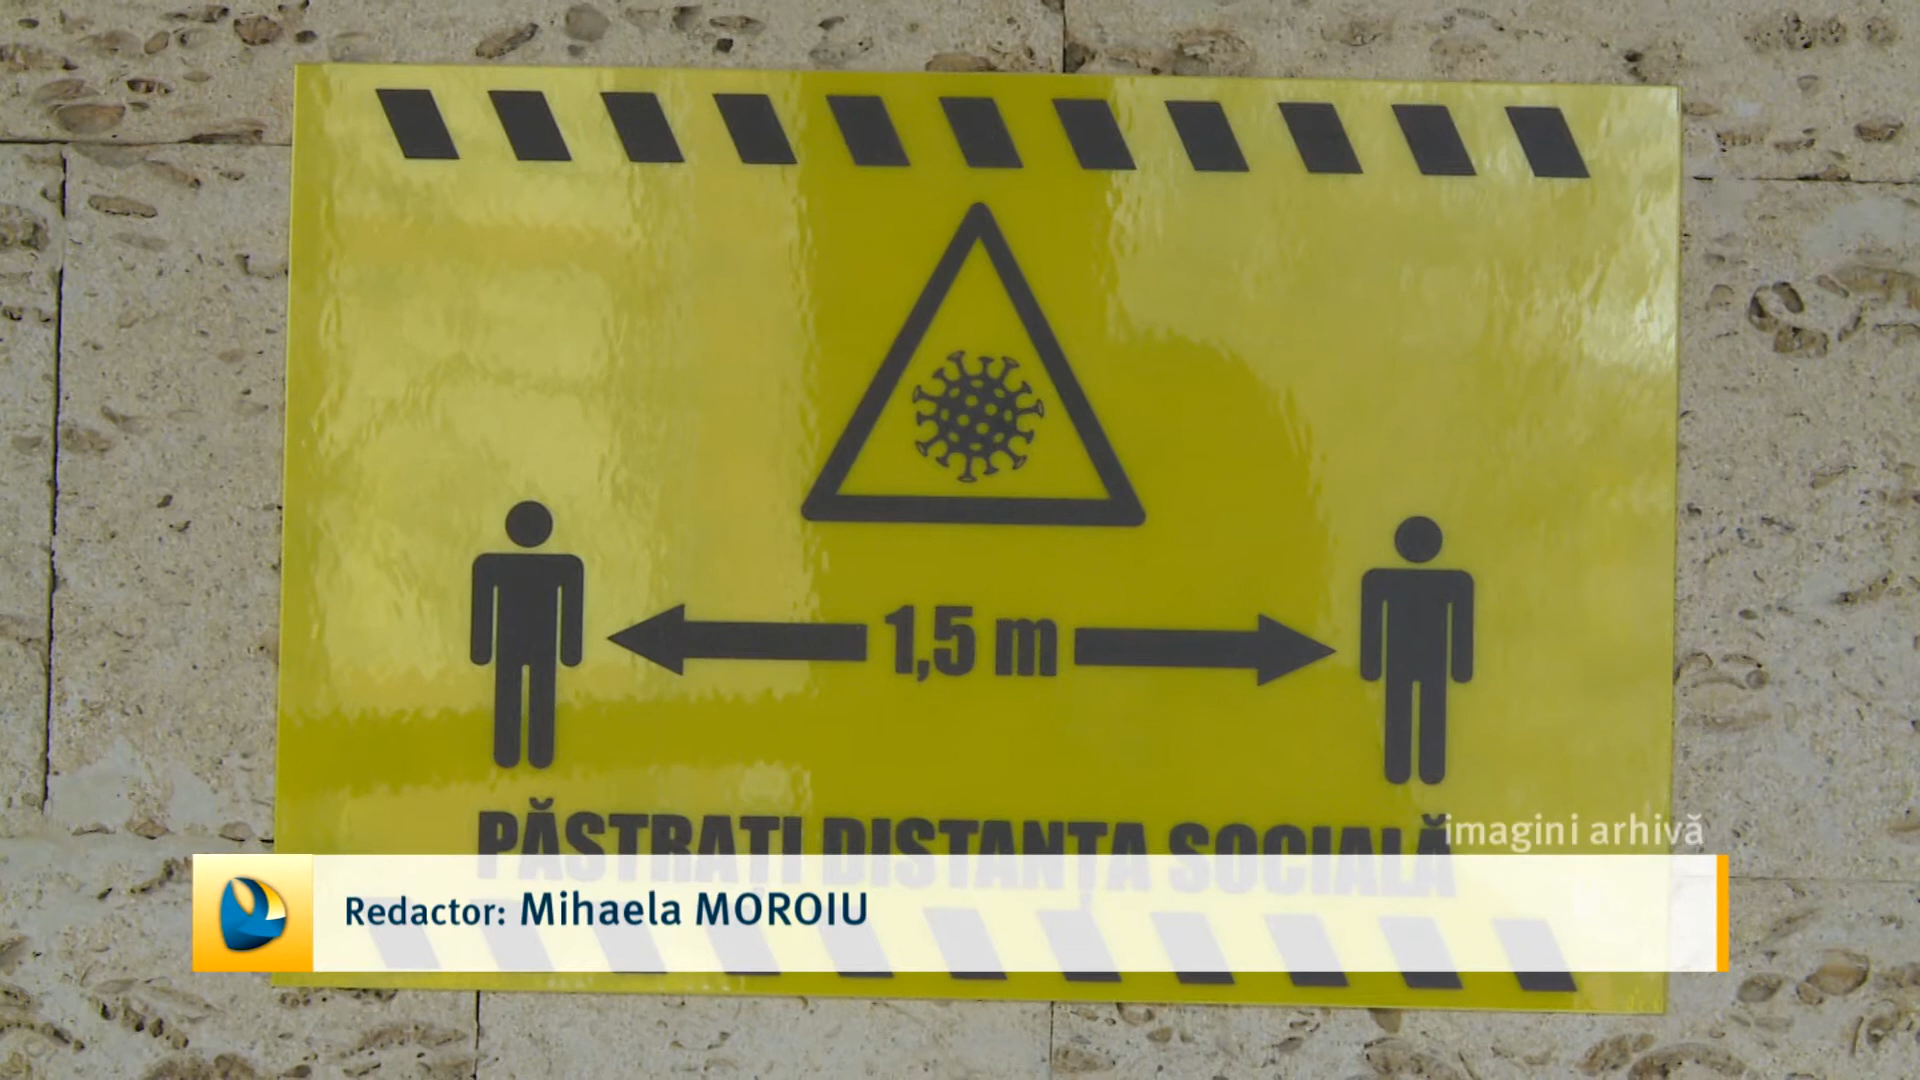 1,5 m
PĂSTRAȚI DISTANȚA SOCIALĂ
imagini arhivă
Redactor: Mihaela MOROIU